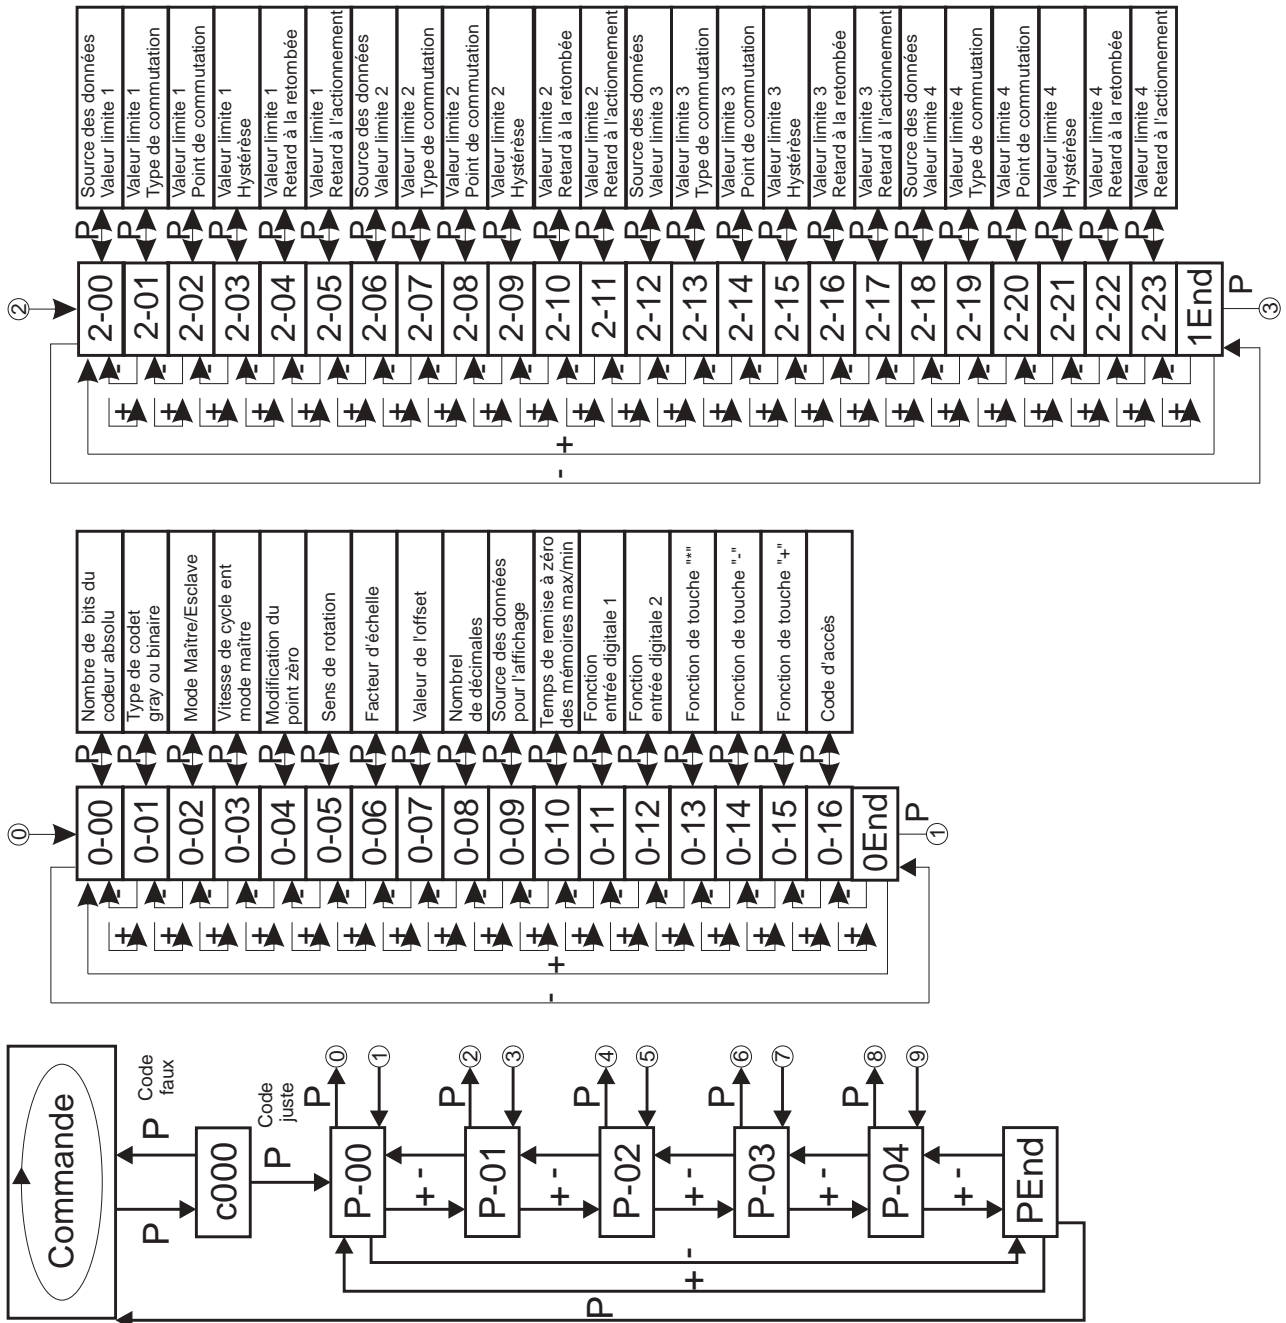 Commande
P
P
Code
faux
c000
P
Code
juste
P-00
P
0
1
+ -
P-01
P
2
3
+ -
P-02
P
4
5
+ -
P-03
P
6
7
+ -
P-04
P
8
9
+ -
PEnd
-
+
P
0
0-00
P
Nombre de bits du
codeur absolu
+
-
0-01
P
Type de codet
gray ou binaire
+
-
0-02
P
Mode Maître/Esclave
+
-
0-03
P
Vitesse de cycle ent
mode maître
+
-
0-04
P
Modification du
point zèro
+
-
0-05
P
Sens de rotation
+
-
0-06
P
Facteur d'échelle
+
-
0-07
P
Valeur de l'offset
+
-
0-08
P
Nombrel
de décimales
+
-
0-09
P
Source des données
pour l'affichage
+
-
0-10
P
Temps de remise à zéro
des mémoires max/min
+
-
0-11
P
Fonction
entrée digitale 1
+
-
0-12
P
Fonction
entrée digitale 2
+
-
0-13
P
Fonction de touche "*"
+
-
0-14
P
Fonction de touche "-"
+
-
0-15
P
Fonction de touche "+"
+
-
0-16
P
Code d'accès
+
-
0End
P
1
+
-
2
2-00
P
Source des données
Valeur limite 1
+
-
2-01
P
Valeur limite 1
Type de commutation
+
-
2-02
P
Valeur limite 1
Point de commutation
+
-
2-03
P
Valeur limite 1
Hystérèse
+
-
2-04
P
Valeur limite 1
Retard à la retombée
+
-
2-05
P
Valeur limite 1
Retard à l'actionnement
+
-
2-06
P
Source des données
Valeur limite 2
+
-
2-07
P
Valeur limite 2
Type de commutation
+
-
2-08
P
Valeur limite 2
Point de commutation
+
-
2-09
P
Valeur limite 2
Hystérèse
+
-
2-10
P
Valeur limite 2
Retard à la retombée
+
-
2-11
P
Valeur limite 2
Retard à l'actionnement
+
-
2-12
P
Source des données
Valeur limite 3
+
-
2-13
P
Valeur limite 3
Type de commutation
+
-
2-14
P
Valeur limite 3
Point de commutation
+
-
2-15
P
Valeur limite 3
Hystérèse
+
-
2-16
P
Valeur limite 3
Retard à la retombée
+
-
2-17
P
Valeur limite 3
Retard à l'actionnement
+
-
2-18
P
Source des données
Valeur limite 4
+
-
2-19
P
Valeur limite 4
Type de commutation
+
-
2-20
P
Valeur limite 4
Point de commutation
+
-
2-21
P
Valeur limite 4
Hystérèse
+
-
2-22
P
Valeur limite 4
Retard à la retombée
+
-
2-23
P
Valeur limite 4
Retard à l'actionnement
+
-
1End
P
3
+
-